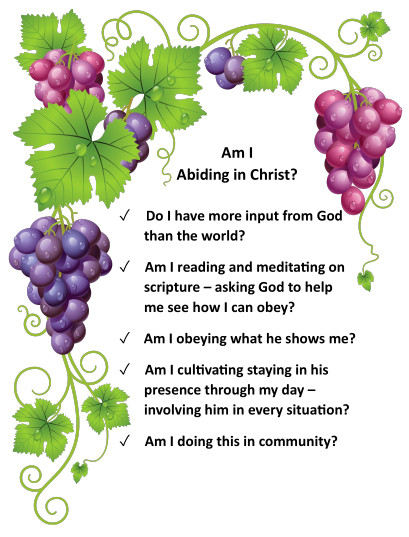 Am I
Abiding in Christ?
✓ Do I have more input from God
than the world?
✓ Am I reading and meditating on
scripture – asking God to help
me see how I can obey?
✓ Am I obeying what he shows me?
✓ Am I cultivating staying in his
presence through my day –
involving him in every situation?
✓ Am I doing this in community?